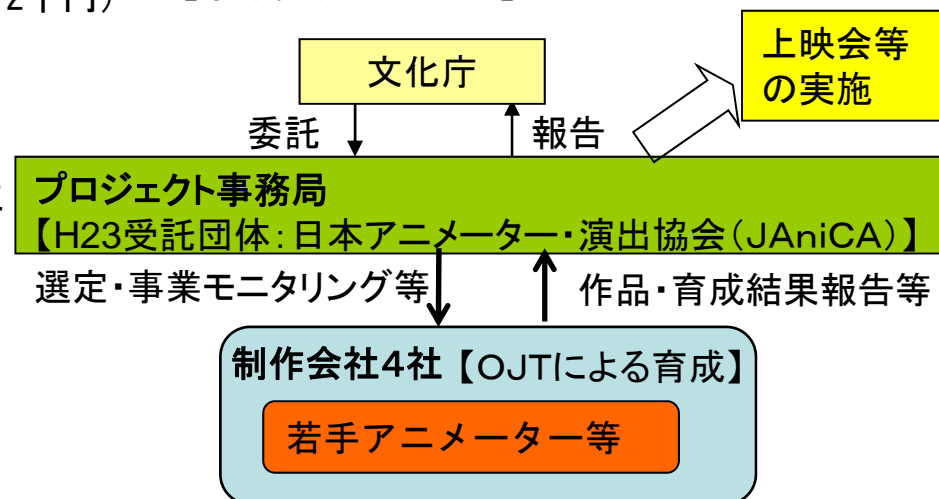 2千円)
上映会等
の実施
文化庁
委託
報告
プロジェクト事務局
【H23受託団体:日本アニメーター・演出協会(JAniCA)】
選定・事業モニタリング等
作品・育成結果報告等
制作会社4社【OJTによる育成】
若手アニメーター等